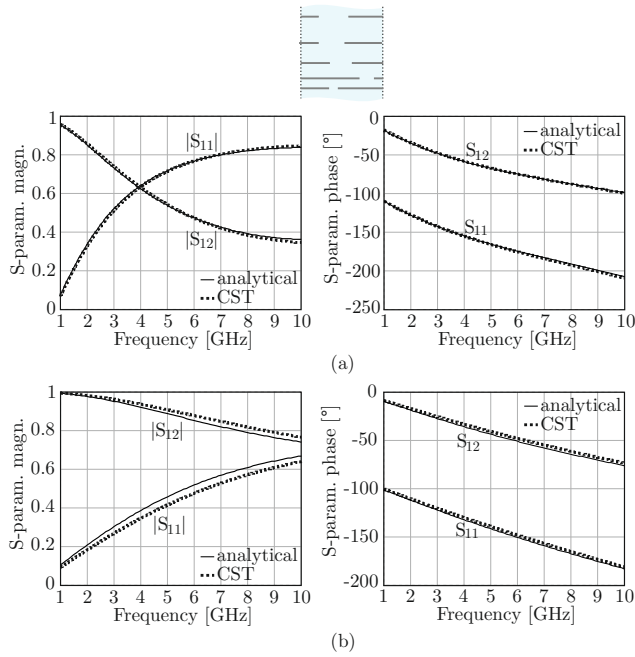 1
0.8
0.6
0.4
0.2
0
S-param. magn.
|S11|
|S12|
analytical
CST
1 2 3 4 5 6 7 8 9 10
Frequency [GHz]
0
-50
-100
-150
-200
-250
S-param. phase [°]
analytical
CST
S12
S11
1 2 3 4 5 6 7 8 9 10
Frequency [GHz]
(a)
1
0.8
0.6
0.4
0.2
0
S-param. magn.
|S12|
|S11|
analytical
CST
1 2 3 4 5 6 7 8 9 10
Frequency [GHz]
0
-50
-100
-150
-200
S-param. phase [°]
analytical
CST
S12
S11
1 2 3 4 5 6 7 8 9 10
Frequency [GHz]
(b)